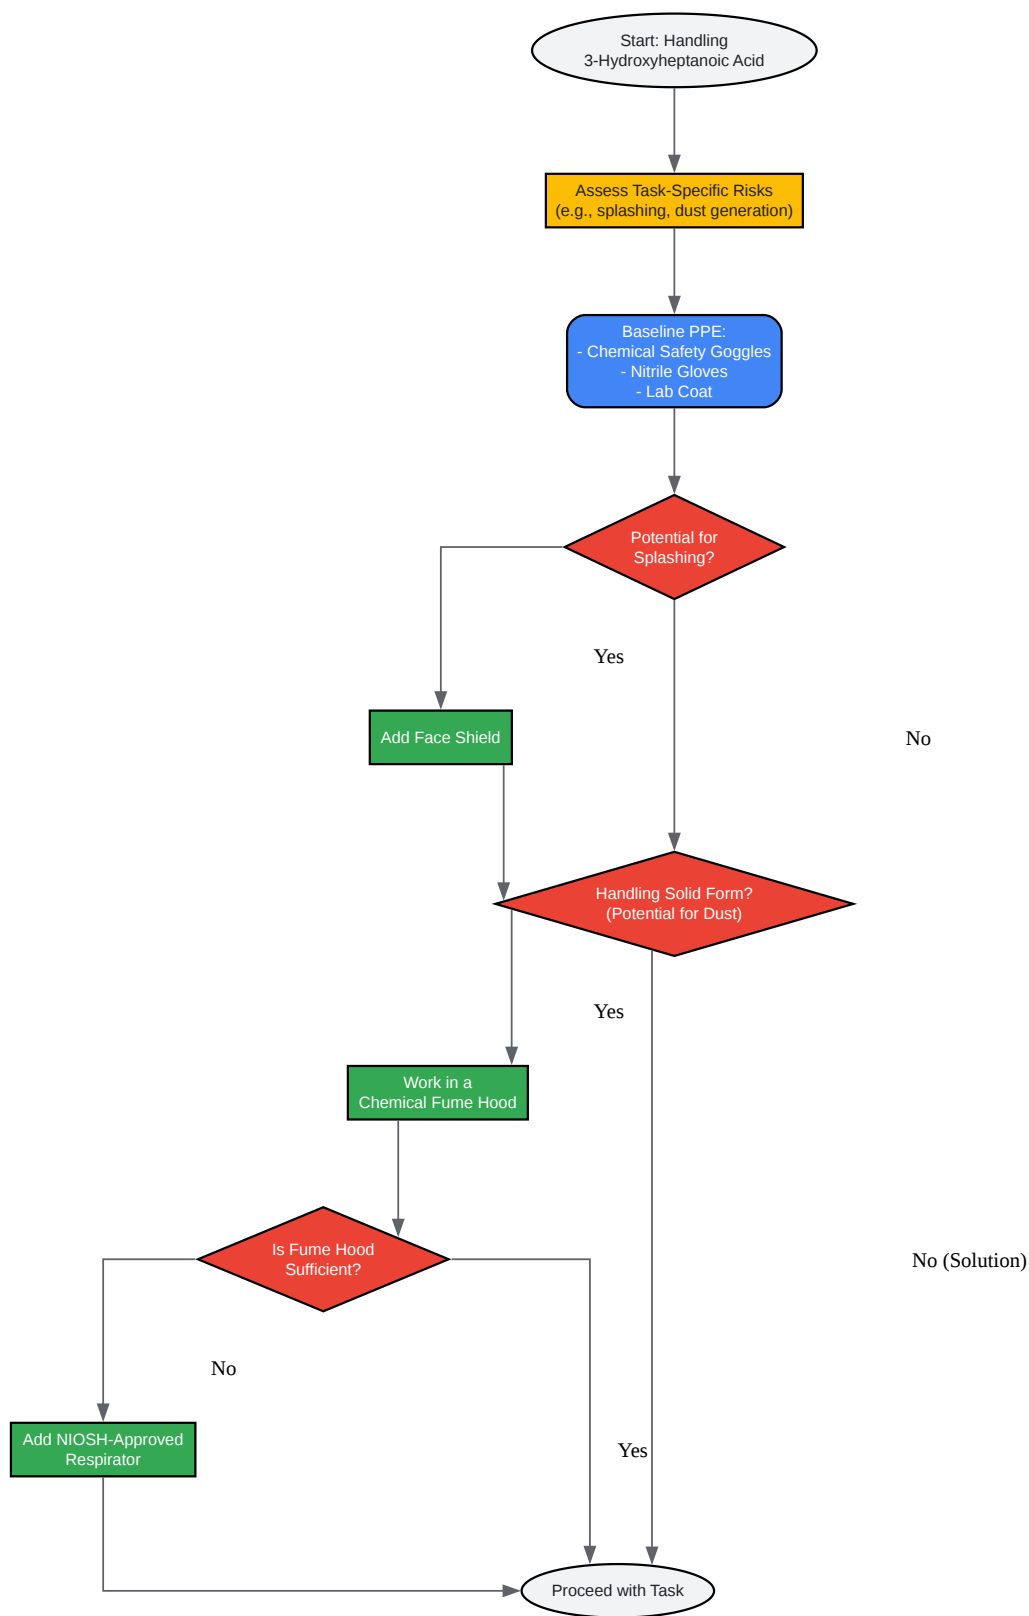 Start: Handling
3-Hydroxyheptanoic Acid
Assess Task-Specific Risks
(e.g., splashing, dust generation)
Baseline PPE:
- Chemical Safety Goggles
- Nitrile Gloves
- Lab Coat
Potential for
Splashing?
Yes
Add Face Shield
No
Handling Solid Form?
(Potential for Dust)
Yes
Work in a
Chemical Fume Hood
Is Fume Hood
Sufficient?
No (Solution)
No
Add NIOSH-Approved
Respirator
Yes
Proceed with Task